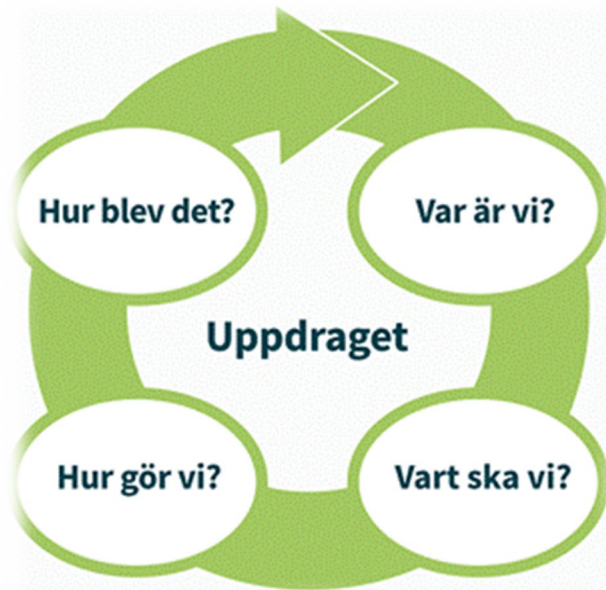 Hur blev det?
Var är vi?
Uppdraget
Hur gör vi?
Vart ska vi?